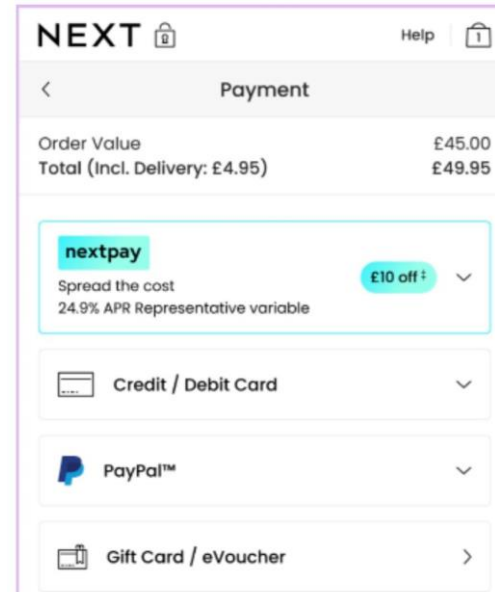 NEXT
Help
1
Payment
Order Value £45.00
Total (Incl. Delivery: £4.95) £49.95
nextpay
Spread the cost
24.9% APR Representative variable
£10 off ‡
Credit / Debit Card
PayPal™
Gift Card / eVoucher